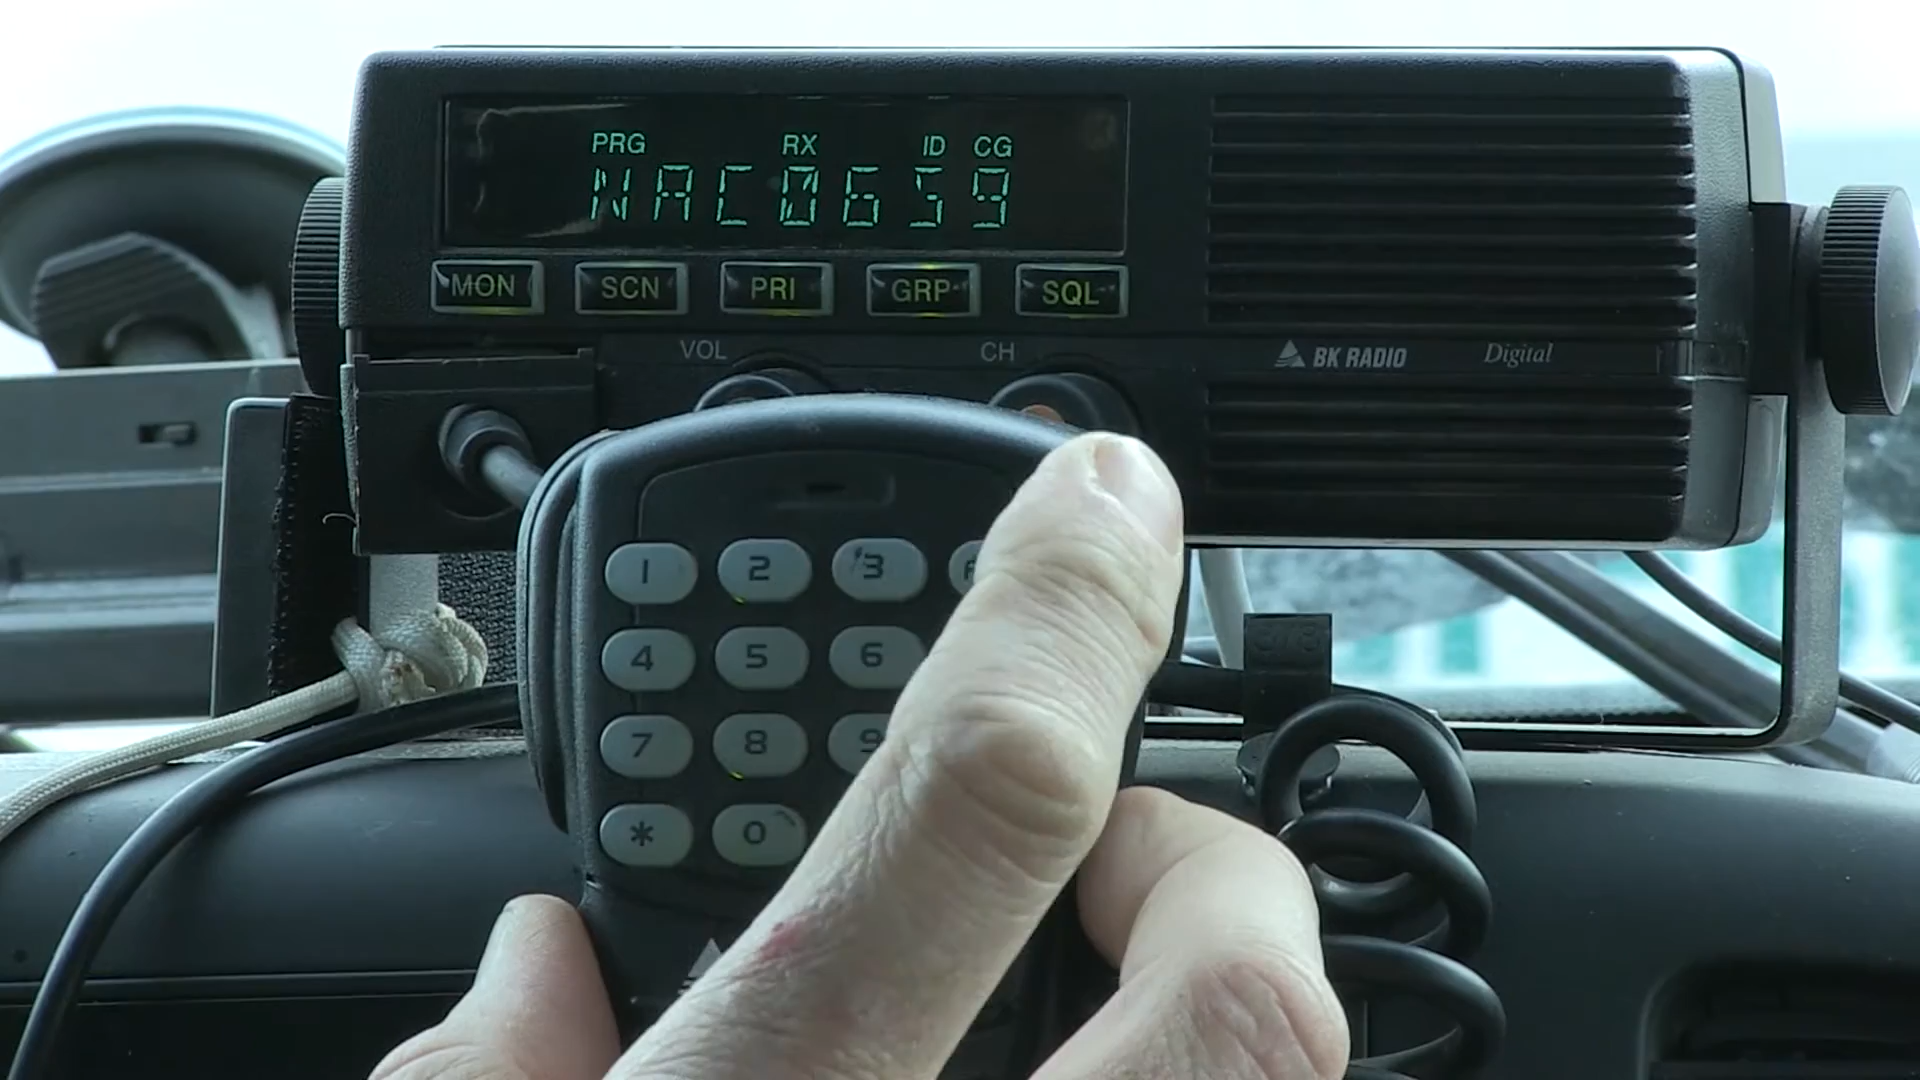 PRG RX ID CG
NAC0659
MON SCN PRI GRP SQL
VOL CH
BK RADIO Digital
1 2 3
4 5 6
7 8 9
* 0